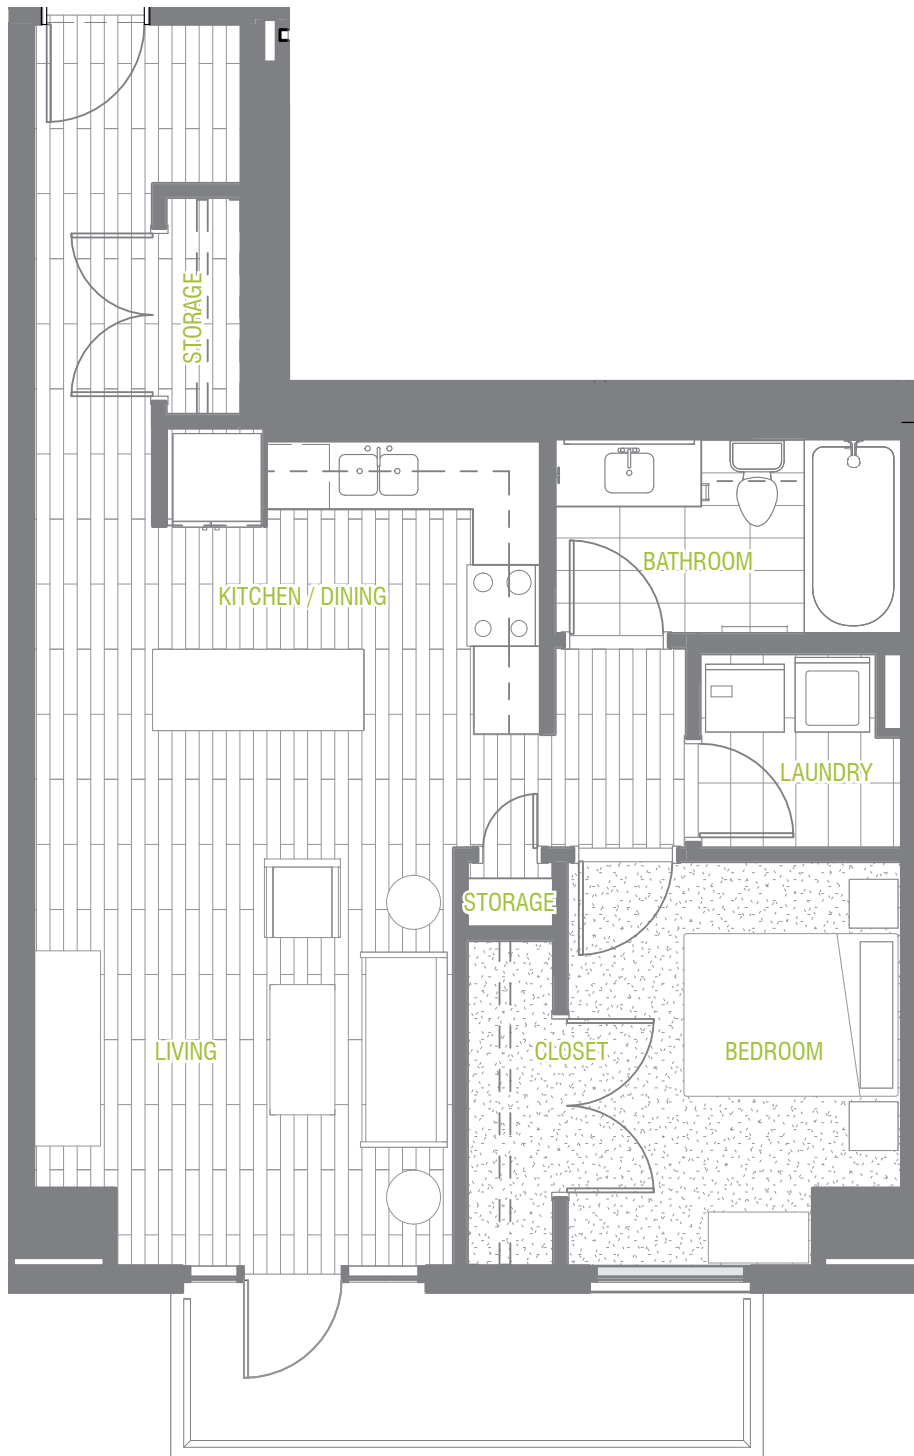 STORAGE
BATHROOM
KITCHEN / DINING
LAUNDRY
STORAGE
LIVING
CLOSET
BEDROOM